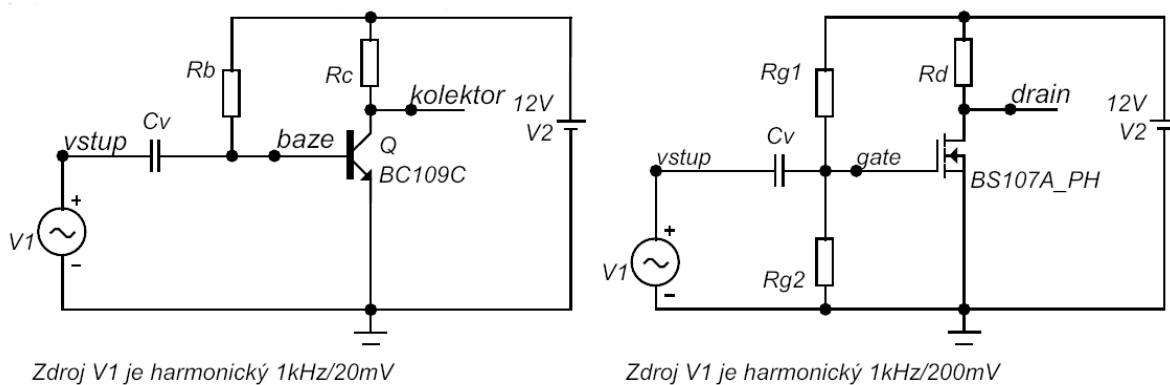 Rb
Rc
kolektor
12V
V2
vstup
Cv
baze
Q
BC109C
V1
+
−
Zdroj V1 je harmonický 1kHz/20mV
Rg1
Rd
drain
12V
V2
vstup
Cv
gate
BS107A_PH
V1
+
−
Rg2
Zdroj V1 je harmonický 1kHz/200mV